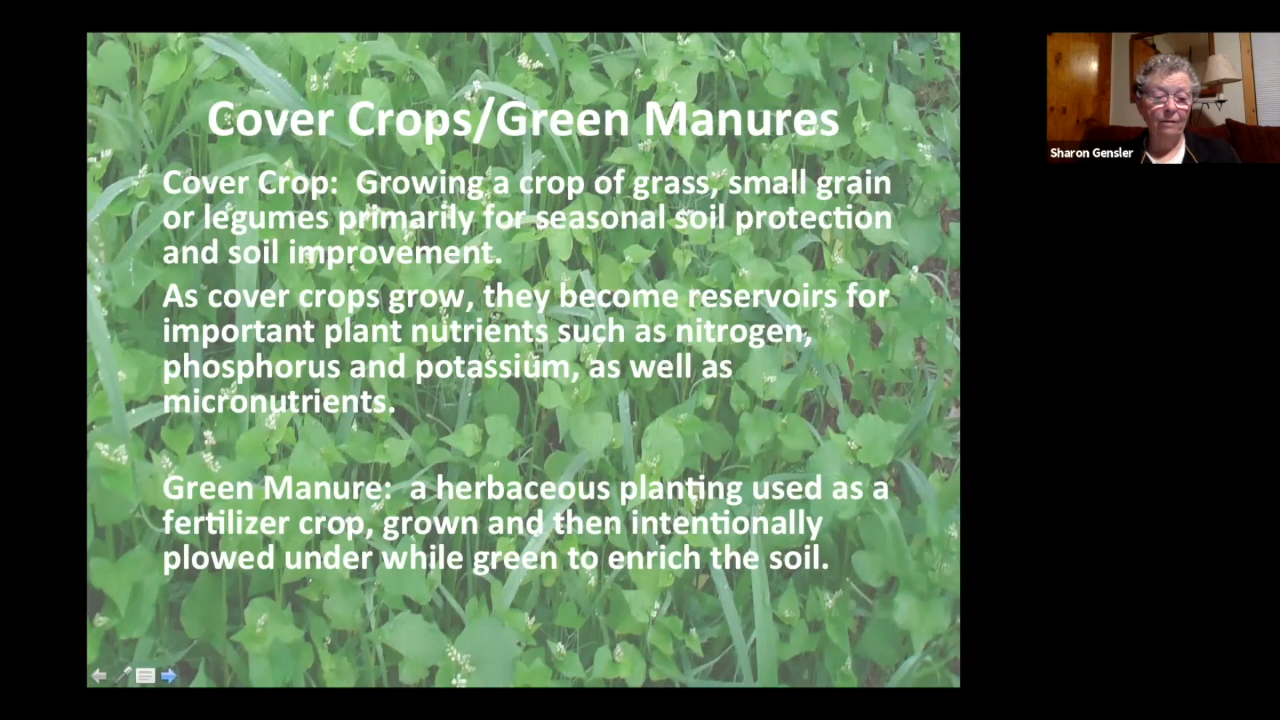 Cover Crops/Green Manures
Cover Crop: Growing a crop of grass, small grain
or legumes primarily for seasonal soil protection
and soil improvement.
As cover crops grow, they become reservoirs for
important plant nutrients such as nitrogen,
phosphorus and potassium, as well as
micronutrients.
Green Manure: a herbaceous planting used as a
fertilizer crop, grown and then intentionally
plowed under while green to enrich the soil.
Sharon Gensler